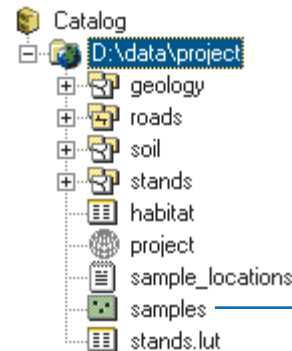 Catalog
D:\data\project
geology
roads
soil
stands
habitat
project
sample_locations
samples
stands.lut